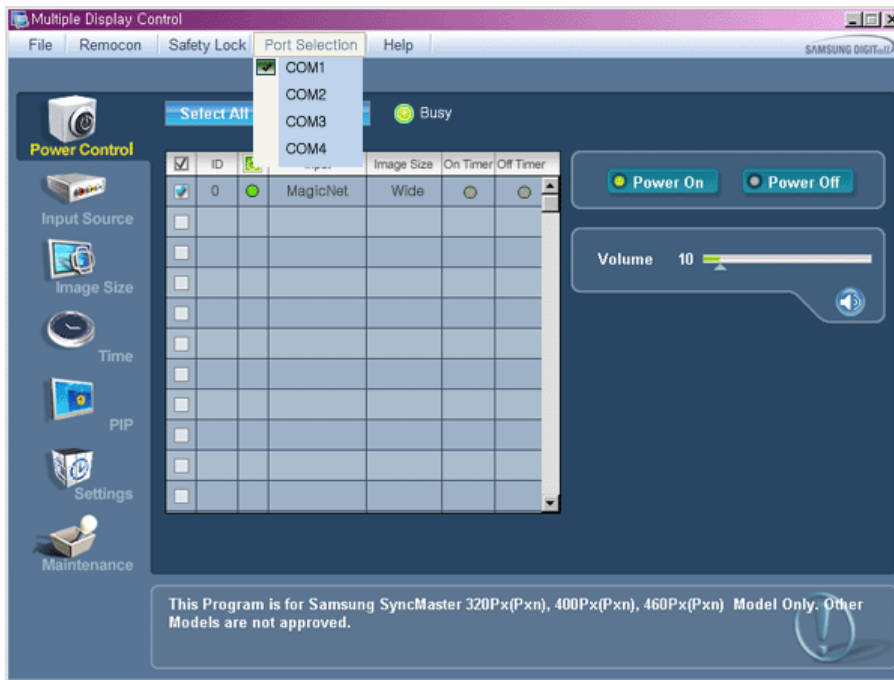 Multiple Display Control
File Remocon Safety Lock Port Selection Help
SAMSUNG DIGITall
COM1
COM2
COM3
COM4
Select All
Busy
Power Control
Input Source
Image Size
Time
PIP
Settings
Maintenance
ID Image Size On Timer Off Timer
0 MagicNet Wide
Power On Power Off
Volume 10
This Program is for Samsung SyncMaster 320Px(Pxn), 400Px(Pxn), 460Px(Pxn) Model Only. Other
Models are not approved.